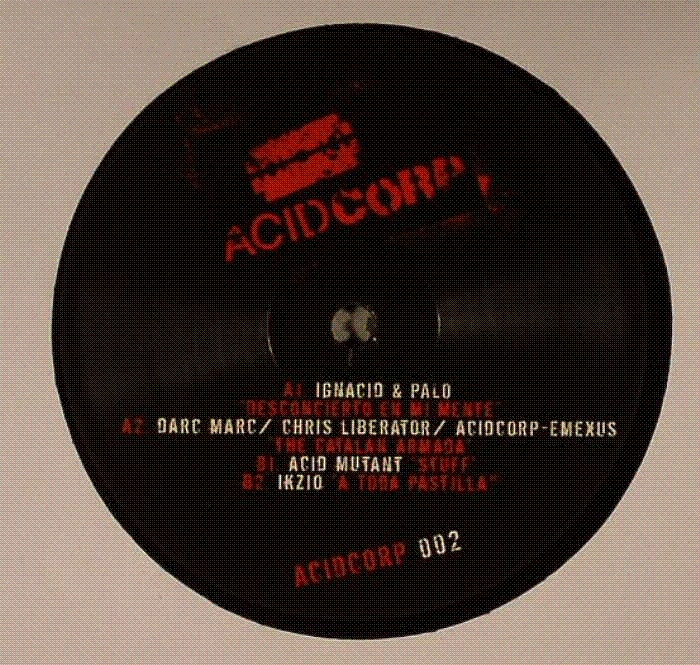 ACIDCORP
A1. IGNACIO & PALO
"DESCONCIERTO EN MI MENTE"
A2. DARC MARC/ CHRIS LIBERATOR/ ACIDCORP-EMEXUS
"THE CATALAN ARMADA"
B1. ACID MUTANT "STUFF"
B2. IKZIO "A TODA PASTILLA"
ACIDCORP 002